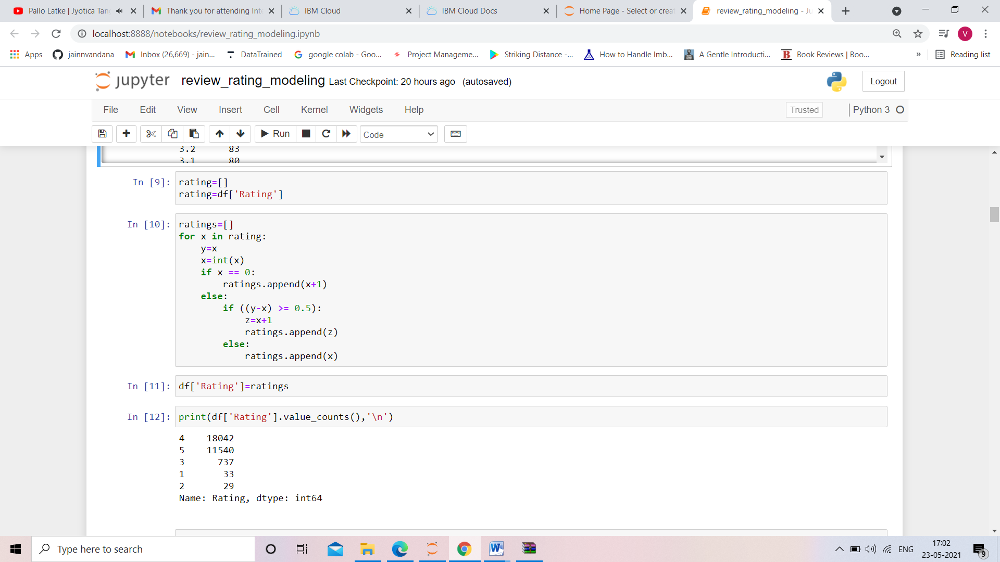 Pallo Latke | Jyotica Tan
Thank you for attending Inte
IBM Cloud
IBM Cloud Docs
Home Page - Select or creat
review_rating_modeling - Ju
localhost:8888/notebooks/review_rating_modeling.ipynb
V
Apps
jainnvandana
Inbox (26,669) - jain...
DataTrained
google colab - Goo...
Project Manageme...
Striking Distance -...
How to Handle Imb...
A Gentle Introducti...
Book Reviews | Boo...
»
Reading list
jupyter review_rating_modeling Last Checkpoint: 20 hours ago (autosaved)
Logout
File Edit View Insert Cell Kernel Widgets Help
Trusted
Python 3
Run
Code
3.2 83
3.1 80
In [9]: rating=[]
rating=df['Rating']
In [10]: ratings=[]
for x in rating:
    y=x
    x=int(x)
    if x == 0:
        ratings.append(x+1)
    else:
        if ((y-x) >= 0.5):
            z=x+1
            ratings.append(z)
        else:
            ratings.append(x)
In [11]: df['Rating']=ratings
In [12]: print(df['Rating'].value_counts(),'\n')
4    18042
5    11540
3      737
1       33
2       29
Name: Rating, dtype: int64
Type here to search
ENG
17:02
23-05-2021
9